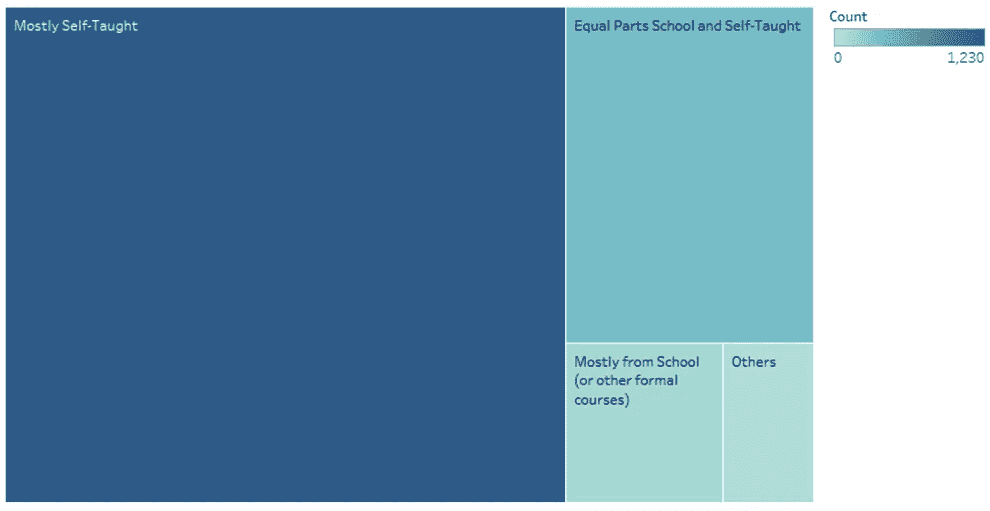 Mostly Self-Taught
Equal Parts School and Self-Taught
Mostly from School
(or other formal
courses)
Others
Count
0
1,230